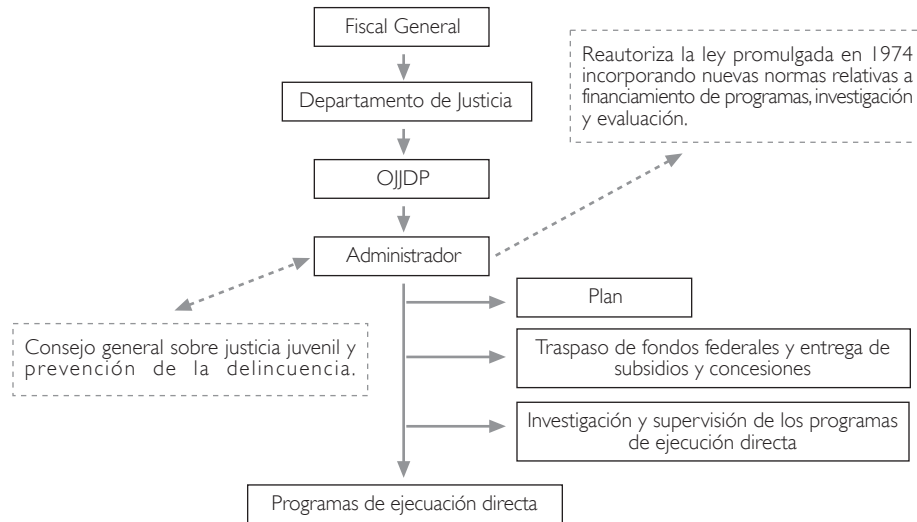 Fiscal General
Reautoriza la ley promulgada en 1974
incorporando nuevas normas relativas a
financiamiento de programas, investigación
y evaluación.
Departamento de Justicia
OJJDP
Administrador
Plan
Consejo general sobre justicia juvenil y
prevención de la delincuencia.
Traspaso de fondos federales y entrega de
subsidios y concesiones
Investigación y supervisión de los programas
de ejecución directa
Programas de ejecuación directa